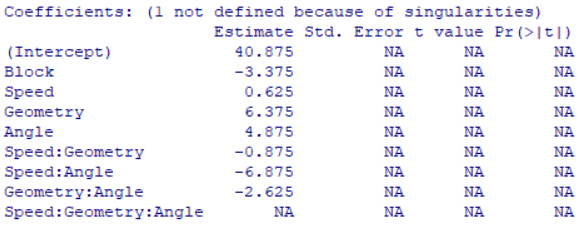 Coefficients: (1 not defined because of singularities)
Estimate Std. Error t value Pr(>|t|)
(Intercept) 40.875 NA NA NA
Block -3.375 NA NA NA
Speed 0.625 NA NA NA
Geometry 6.375 NA NA NA
Angle 4.875 NA NA NA
Speed:Geometry -0.875 NA NA NA
Speed:Angle -6.875 NA NA NA
Geometry:Angle -2.625 NA NA NA
Speed:Geometry:Angle NA NA NA NA